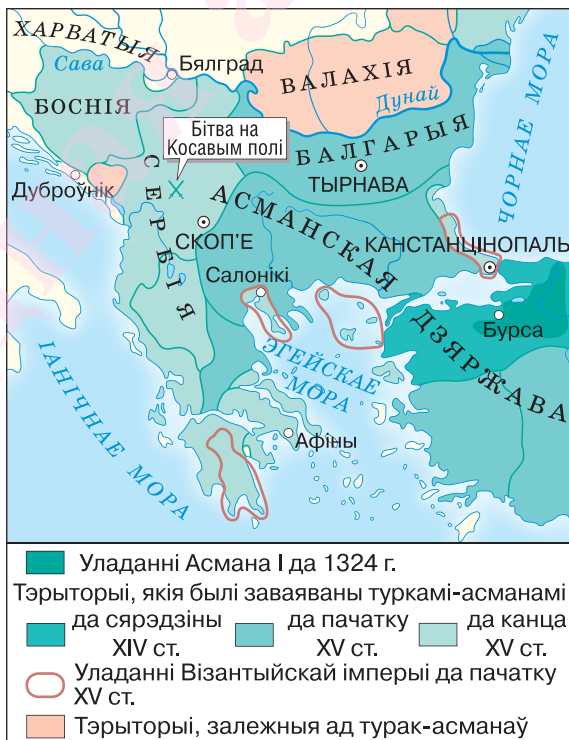 ХАРВАТЫЯ
Сава
Бялград
ВАЛАХІЯ
Дунай
БОСНІЯ
Бітва на
Косавым полі
БАЛГАРЫЯ
ЧОРНАЕ МОРА
Дуброўнік
ТЫРНАВА
СЕРБІЯ
АСМАНСКАЯ ДЗЯРЖАВА
СКОП'Е
КАНСТАНЦІНОПАЛЬ
Салонікі
Бурса
ЭГЕЙСКАЕ
МОРА
ІАНІЧНАЕ МОРА
Афіны
Уладанні Асмана І да 1324 г.
Тэрыторыі, якія былі заваяваны туркамі-асманамі
да сярэдзіны
XIV ст.
да пачатку
XV ст.
да канца
XV ст.
Уладанні Візантыйскай імперыі да пачатку
XV ст.
Тэрыторыі, залежныя ад турак-асманаў